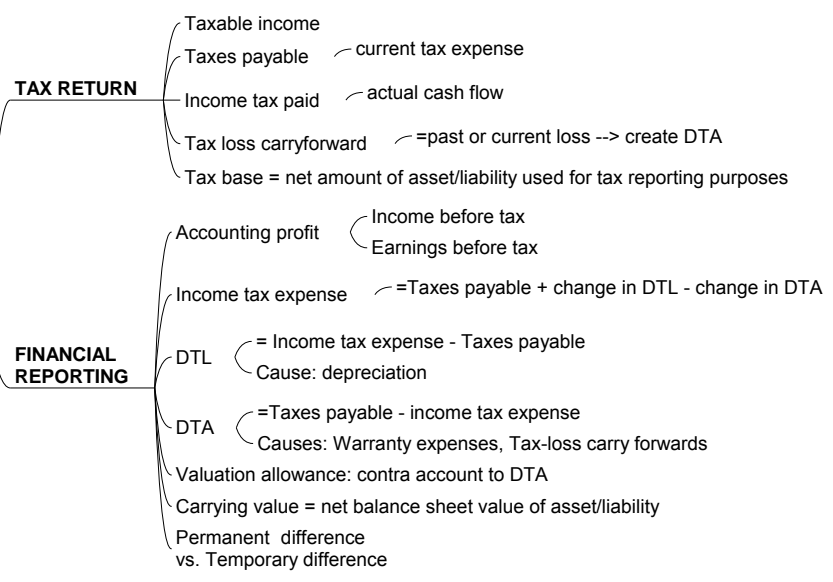 TAX RETURN
Taxable income
Taxes payable
current tax expense
Income tax paid
actual cash flow
Tax loss carryforward
=past or current loss --> create DTA
Tax base = net amount of asset/liability used for tax reporting purposes
FINANCIAL
REPORTING
Accounting profit
Income before tax
Earnings before tax
Income tax expense
=Taxes payable + change in DTL - change in DTA
DTL
= Income tax expense - Taxes payable
Cause: depreciation
DTA
=Taxes payable - income tax expense
Causes: Warranty expenses, Tax-loss carry forwards
Valuation allowance: contra account to DTA
Carrying value = net balance sheet value of asset/liability
Permanent difference
vs. Temporary difference